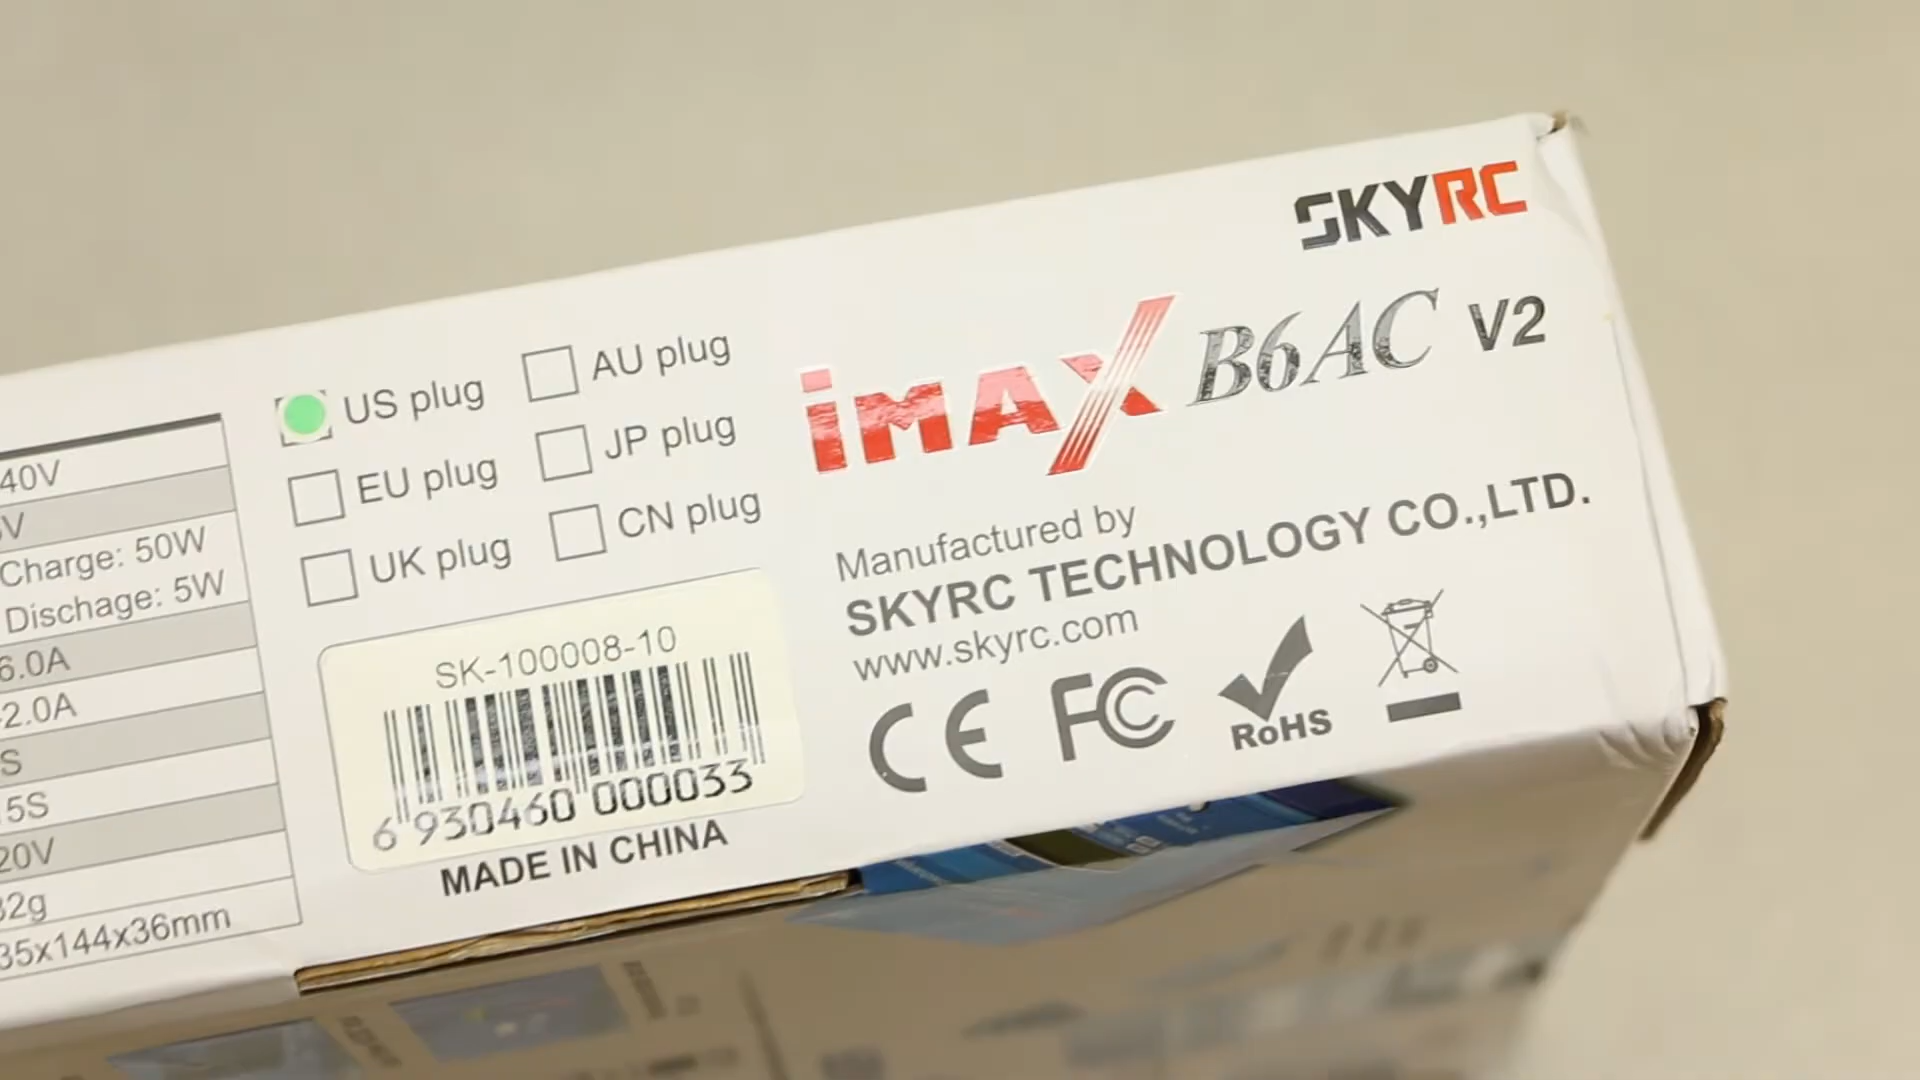 40V
V
Charge: 50W
Dischage: 5W
6.0A
2.0A
S
5S
20V
32g
35x144x36mm
US plug
EU plug
UK plug
AU plug
JP plug
CN plug
SK-100008-10
6 930460 000033
MADE IN CHINA
SKYRC
iMAX B6AC V2
Manufactured by
SKYRC TECHNOLOGY CO.,LTD.
www.skyrc.com
CE FC RoHS